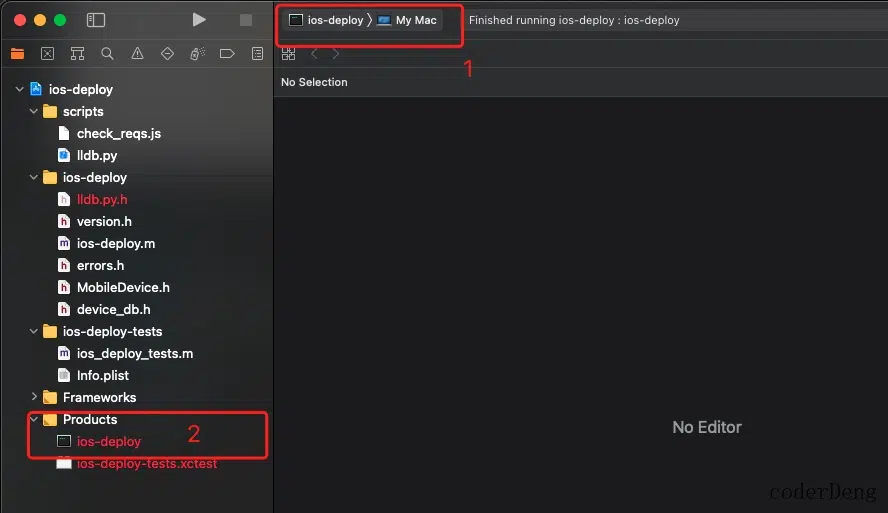 ios-deploy 〉 My Mac
Finished running ios-deploy : ios-deploy
1
No Selection
ios-deploy
scripts
check_reqs.js
lldb.py
ios-deploy
lldb.py.h
version.h
ios-deploy.m
errors.h
MobileDevice.h
device_db.h
ios-deploy-tests
ios_deploy_tests.m
Info.plist
Frameworks
Products
2
ios-deploy
ios-deploy-tests.xctest
No Editor
coderDeng